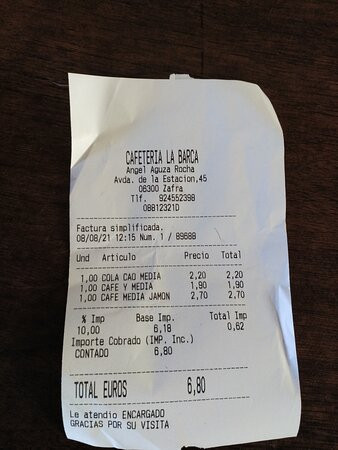 CAFETERIA LA BARCA
Angel Aguza Rocha
Avda. de la Estacion,45
06300 Zafra
Tlf. 924552398
08812321D
Factura simplificada.
08/08/21 12:15 Num. 1 / 89688
Und Artículo Precio Total
1,00 COLA CAO MEDIA 2,20 2,20
1,00 CAFE Y MEDIA 1,90 1,90
1,00 CAFE MEDIA JAMON 2,70 2,70
% Imp Base Imp. Total Imp
10,00 6,18 0,62
Importe Cobrado (IMP. Inc.)
CONTADO 6,80
TOTAL EUROS 6,80
Le atendio ENCARGADO
GRACIAS POR SU VISITA